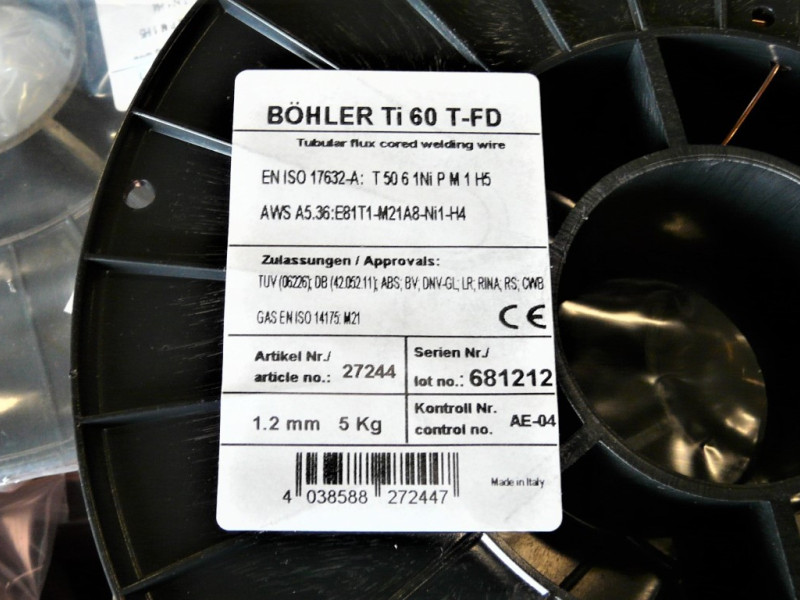 BÖHLER Ti 60 T-FD
Tubular flux cored welding wire
EN ISO 17632-A: T 50 6 1Ni P M 1 H5
AWS A5.36:E81T1-M21A8-Ni1-H4
Zulassungen / Approvals:
TUV (06226); DB (42.052.11); ABS; BV; DNV-GL; LR; RINA; RS; CWB
GAS EN ISO 14175: M21
CE
Artikel Nr./
article no.: 27244
Serien Nr./
lot no.: 681212
1.2 mm 5 Kg
Kontroll Nr.
control no. AE-04
4 038588 272447
Made in Italy